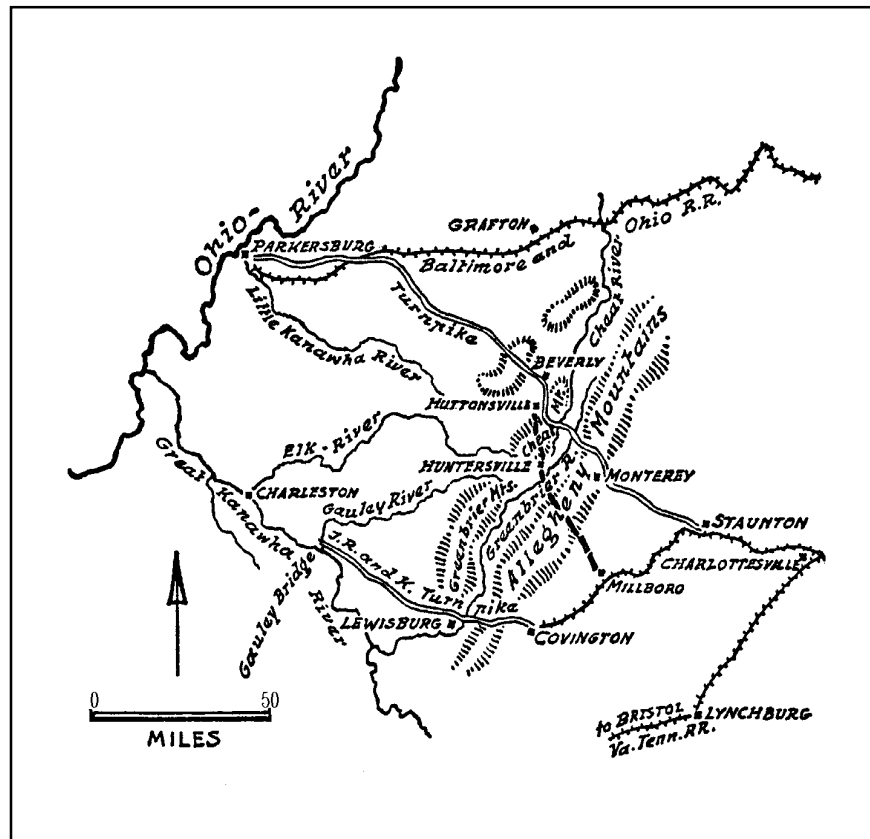 Ohio-
River
GRAFTON
Ohio R.R.
PARKERSBURG
Baltimore and
Cheat River
Little Kanawha River
Turnpike
BEVERLY
Mountains
HUTTONSVILLE
Cheat
Mt.
Elk-River
HUNTERSVILLE
Great
Kanawha
River
CHARLESTON
Gauley River
Greenbrier Mts.
Greenbrier R.
Allegheny
MONTEREY
STAUNTON
CHARLOTTESVILLE
J.R. and K. Turnpike
MILLBORO
Gauley Bridge
LEWISBURG
COVINGTON
0 50
MILES
to BRISTOL
LYNCHBURG
Va. Tenn. RR.